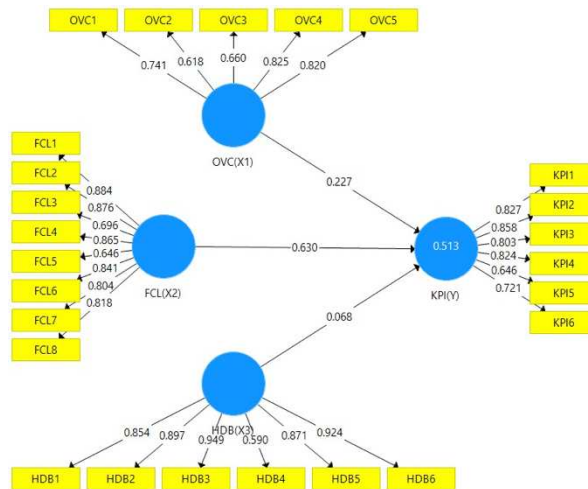 OVC1 OVC2 OVC3 OVC4 OVC5
0.741 0.618 0.660 0.825 0.820
OVC(X1)
FCL1
FCL2
FCL3
FCL4
FCL5
FCL6
FCL7
FCL8
0.884
0.876
0.696
0.865
0.646
0.841
0.804
0.818
FCL(X2)
0.227
0.630
0.068
0.513
KPI(Y)
0.827
0.858
0.803
0.824
0.646
0.721
KPI1
KPI2
KPI3
KPI4
KPI5
KPI6
HDB(X3)
0.854 0.897 0.949 0.590 0.871 0.924
HDB1 HDB2 HDB3 HDB4 HDB5 HDB6